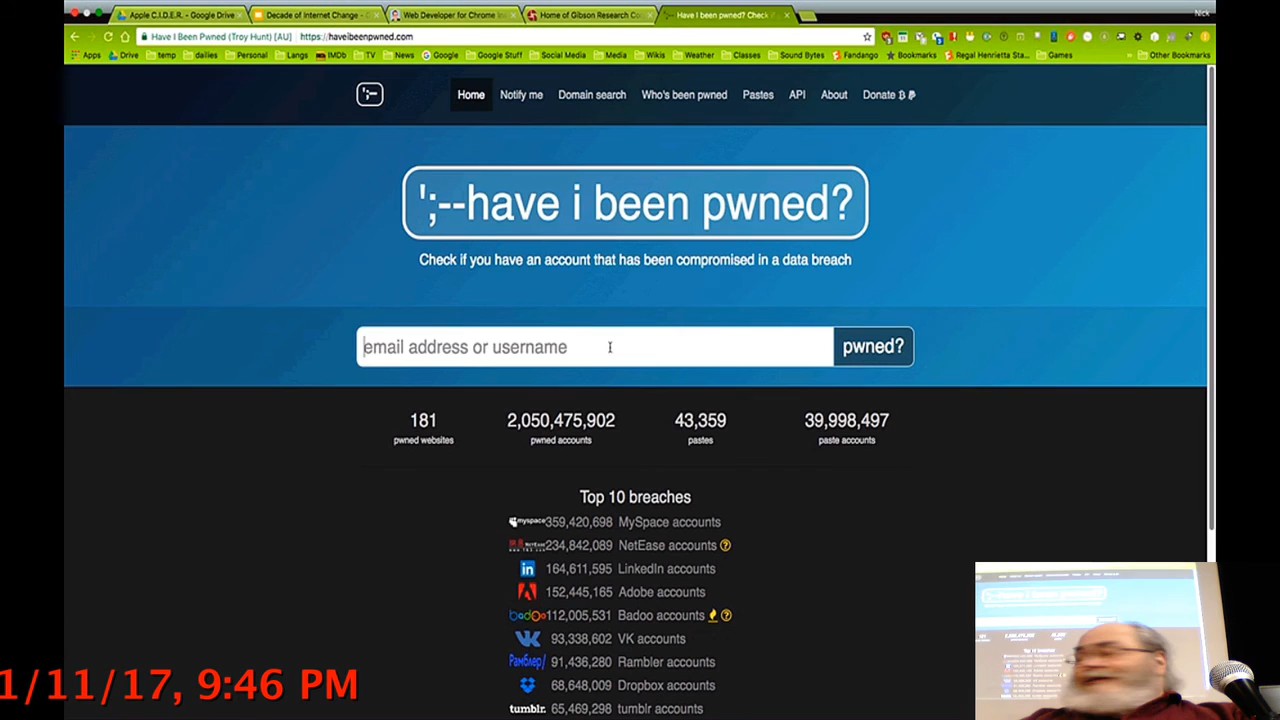 Apple C.I.D.E.R. - Google Drive
Decade of Internet Change -
Web Developer for Chrome
Home of Gibson Research Co
Have I been pwned? Check
Nick
Have I Been Pwned (Troy Hunt) [AU]
https://haveibeenpwned.com
Apps Drive temp dailies Personal Langs IMDb TV News Google Google Stuff Social Media Media Wikis Weather Classes Sound Bytes Fandango Bookmarks Regal Henrietta Sta... Games » Other Bookmarks
';-- Home Notify me Domain search Who's been pwned Pastes API About Donate
';--have i been pwned?
Check if you have an account that has been compromised in a data breach
email address or username pwned?
181 2,050,475,902 43,359 39,998,497
pwned websites pwned accounts pastes paste accounts
Top 10 breaches
myspace 359,420,698 MySpace accounts
NetEase 234,842,089 NetEase accounts
in 164,611,595 LinkedIn accounts
152,445,165 Adobe accounts
badoo 112,005,531 Badoo accounts
93,338,602 VK accounts
Рамблер/ 91,436,280 Rambler accounts
68,648,009 Dropbox accounts
tumblr. 65,469,298 tumblr accounts
1/11/17, 9:46 PM